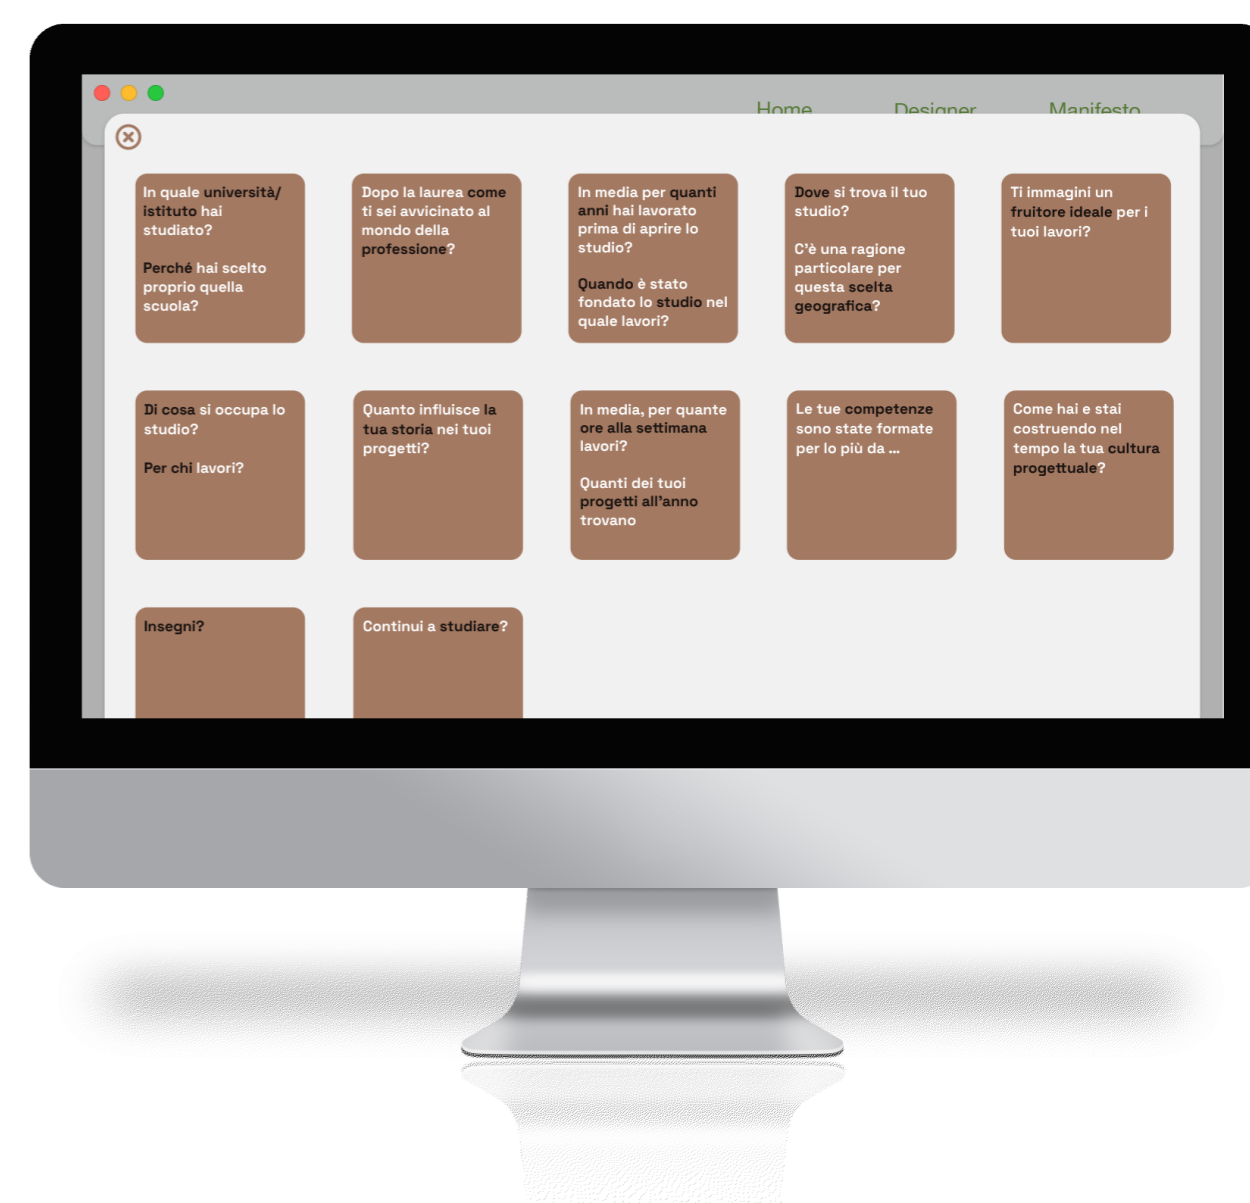 Home
Designer
Manifesto
In quale università/
istituto hai
studiato?
Perché hai scelto
proprio quella
scuola?
Dopo la laurea come
ti sei avvicinato al
mondo della
professione?
In media per quanti
anni hai lavorato
prima di aprire lo
studio?
Quando è stato
fondato lo studio nel
quale lavori?
Dove si trova il tuo
studio?
C'è una ragione
particolare per
questa scelta
geografica?
Ti immagini un
fruitore ideale per i
tuoi lavori?
Di cosa si occupa lo
studio?
Per chi lavori?
Quanto influisce la
tua storia nei tuoi
progetti?
In media, per quante
ore alla settimana
lavori?
Quanti dei tuoi
progetti all'anno
trovano
Le tue competenze
sono state formate
per lo più da ...
Come hai e stai
costruendo nel
tempo la tua cultura
progettuale?
Insegni?
Continui a studiare?